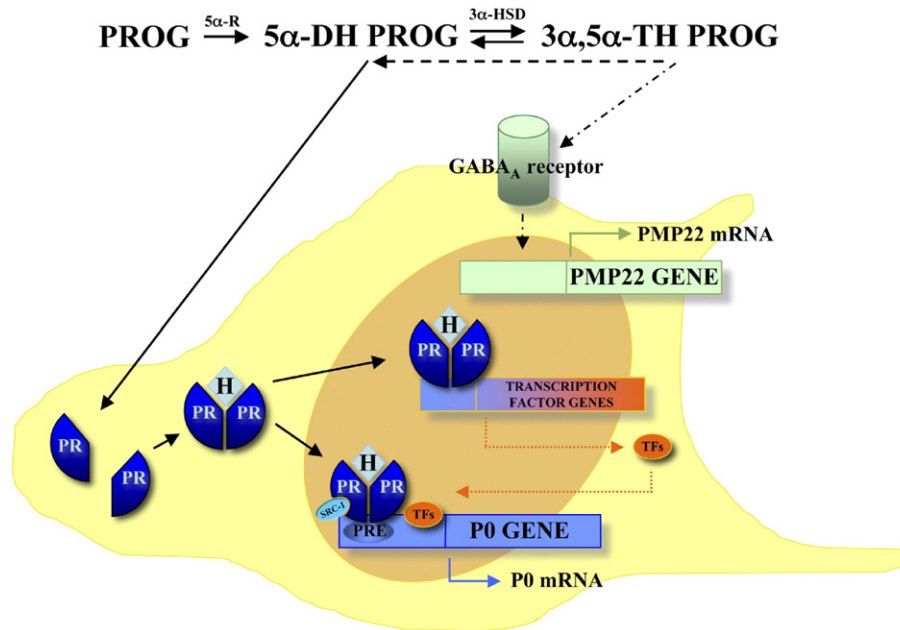 PROG 5α-R 5α-DH PROG 3α-HSD 3α,5α-TH PROG
GABAA receptor
PMP22 mRNA
PMP22 GENE
H
PR PR
TRANSCRIPTION
FACTOR GENES
H
PR PR
PR
PR
TFs
H
PR PR
SRC-1
TFs
PRE
P0 GENE
P0 mRNA